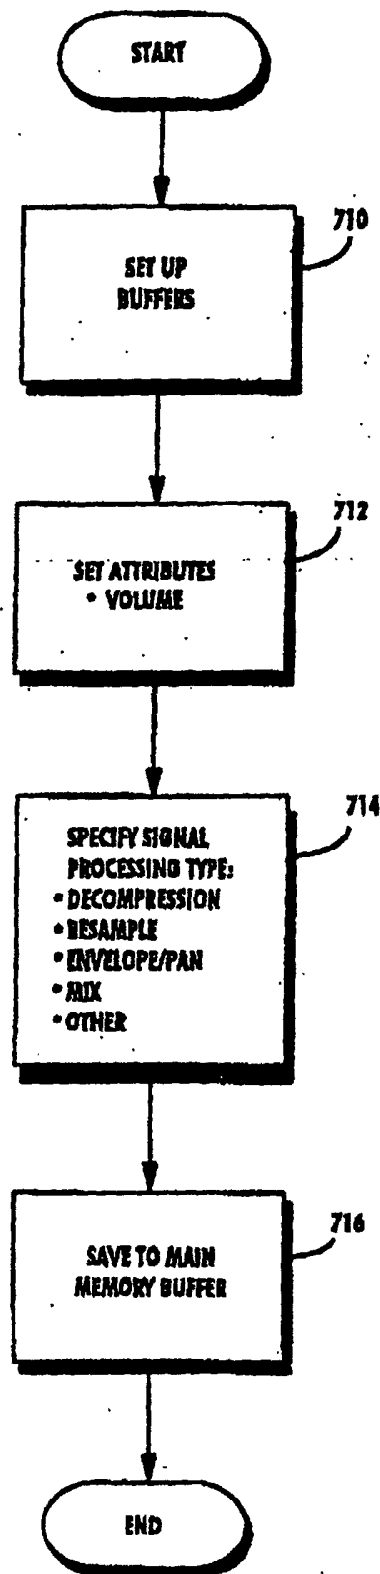 START
710
SET UP
BUFFERS
712
SET ATTRIBUTES
• VOLUME
714
SPECIFY SIGNAL
PROCESSING TYPE:
• DECOMPRESSION
• RESAMPLE
• ENVELOPE/PAN
• MIX
• OTHER
716
SAVE TO MAIN
MEMORY BUFFER
END